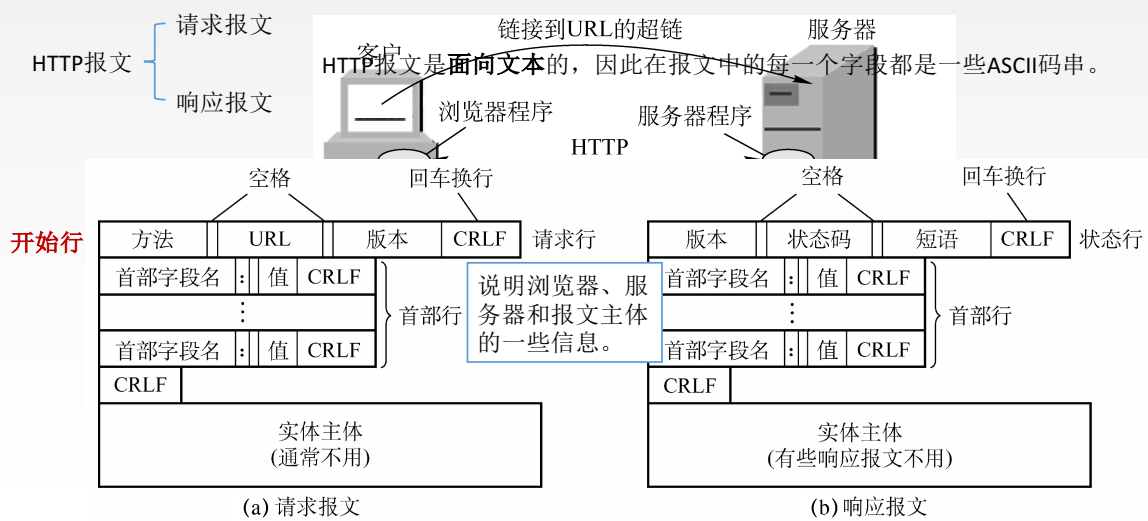 请求报文
HTTP报文
响应报文
链接到URL的超链
服务器
客户
HTTP报文是面向文本的，因此在报文中的每一个字段都是一些ASCII码串。
浏览器程序
服务器程序
HTTP
空格
回车换行
空格
回车换行
开始行
方法
URL
版本
CRLF
请求行
版本
状态码
短语
CRLF
状态行
首部字段名 : 值 CRLF
⋮
首部字段名 : 值 CRLF
首部行
说明浏览器、服
务器和报文主体
的一些信息。
首部字段名 : 值 CRLF
⋮
首部字段名 : 值 CRLF
首部行
CRLF
CRLF
实体主体
(通常不用)
实体主体
(有些响应报文不用)
(a) 请求报文
(b) 响应报文